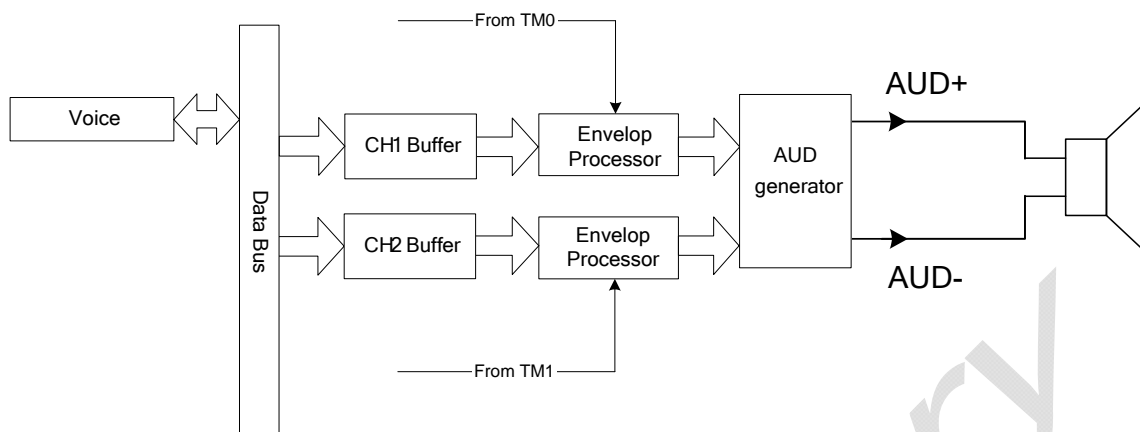 From TM0
AUD+
Voice
CH1 Buffer
Envelop
Processor
AUD
generator
Data Bus
CH2 Buffer
Envelop
Processor
AUD-
From TM1
ry